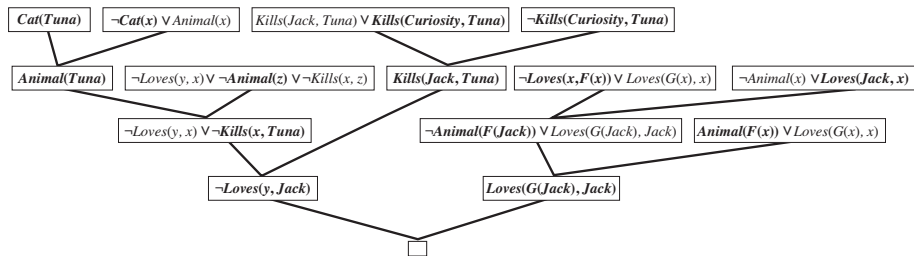 Cat(Tuna) ¬Cat(x) ∨ Animal(x) Kills(Jack, Tuna) ∨ Kills(Curiosity, Tuna) ¬Kills(Curiosity, Tuna)
Animal(Tuna) ¬Loves(y, x) ∨ ¬Animal(z) ∨ ¬Kills(x, z) Kills(Jack, Tuna) ¬Loves(x, F(x)) ∨ Loves(G(x), x) ¬Animal(x) ∨ Loves(Jack, x)
¬Loves(y, x) ∨ ¬Kills(x, Tuna) ¬Animal(F(Jack)) ∨ Loves(G(Jack), Jack) Animal(F(x)) ∨ Loves(G(x), x)
¬Loves(y, Jack) Loves(G(Jack), Jack)